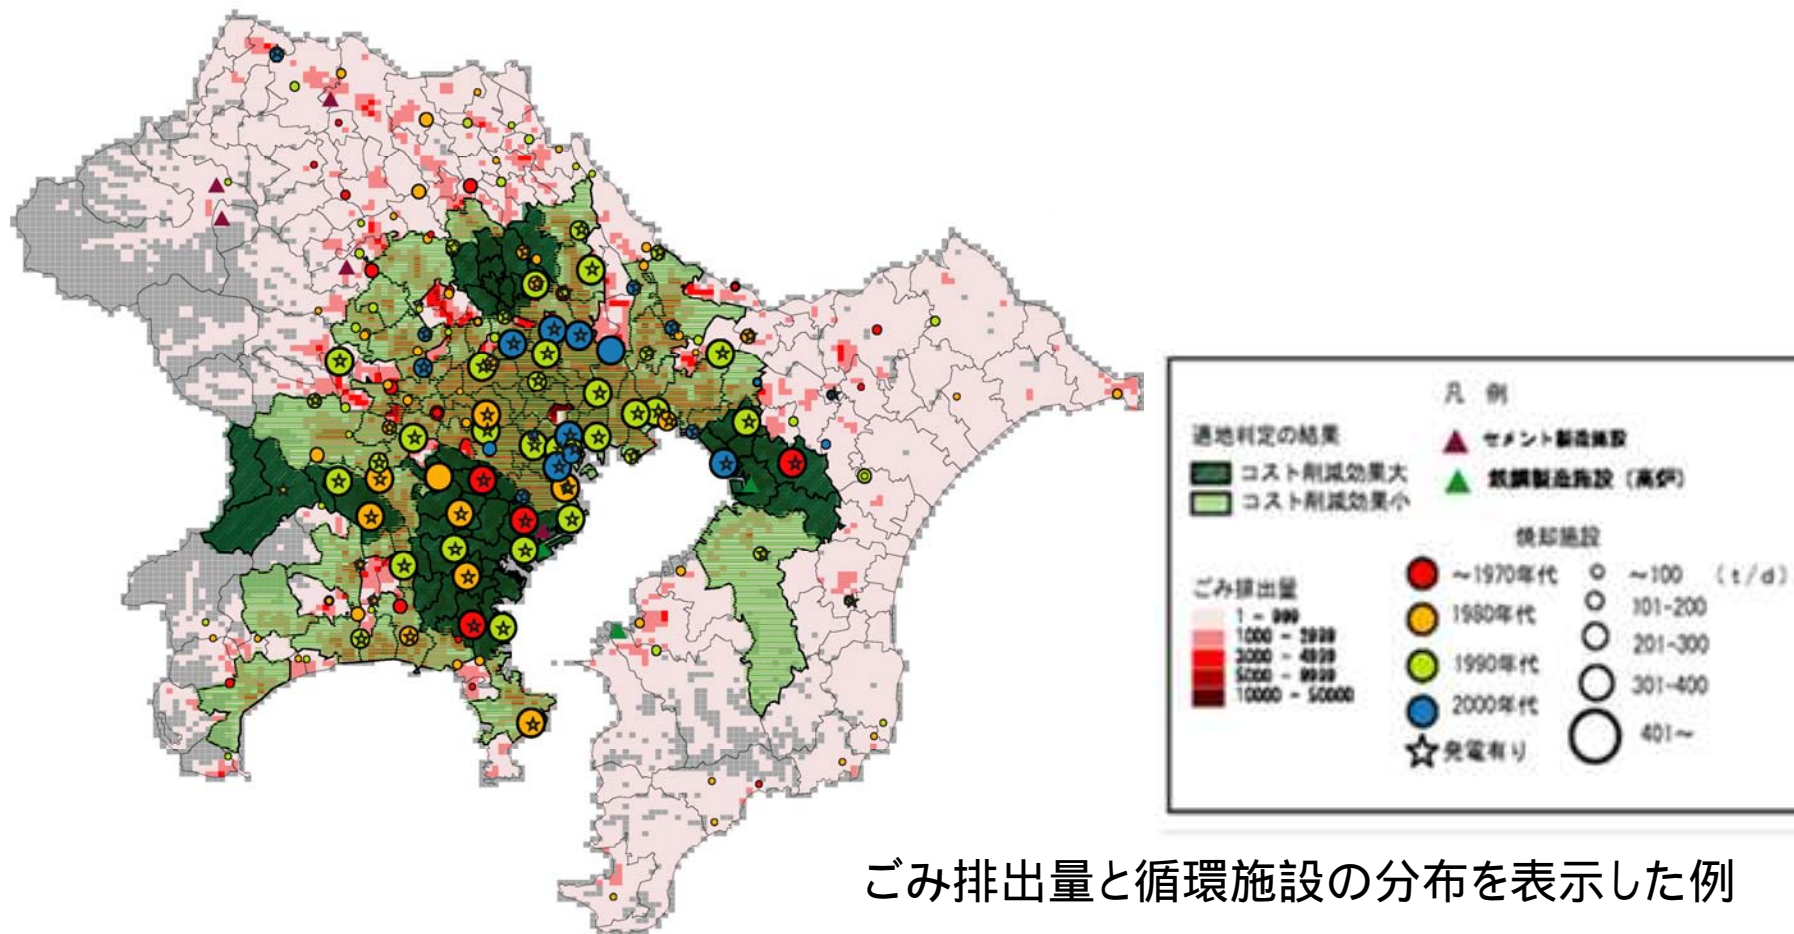 凡 例
適地判定の結果
コスト削減効果大
コスト削減効果小
セメント製造施設
鉄鋼製造施設（高炉）
ごみ排出量
1 - 999
1000 - 2999
3000 - 4999
5000 - 9999
10000 - 50000
焼却施設
～1970年代
1980年代
1990年代
2000年代
発電有り
～100 （t/d）
101-200
201-300
301-400
401～
ごみ排出量と循環施設の分布を表示した例